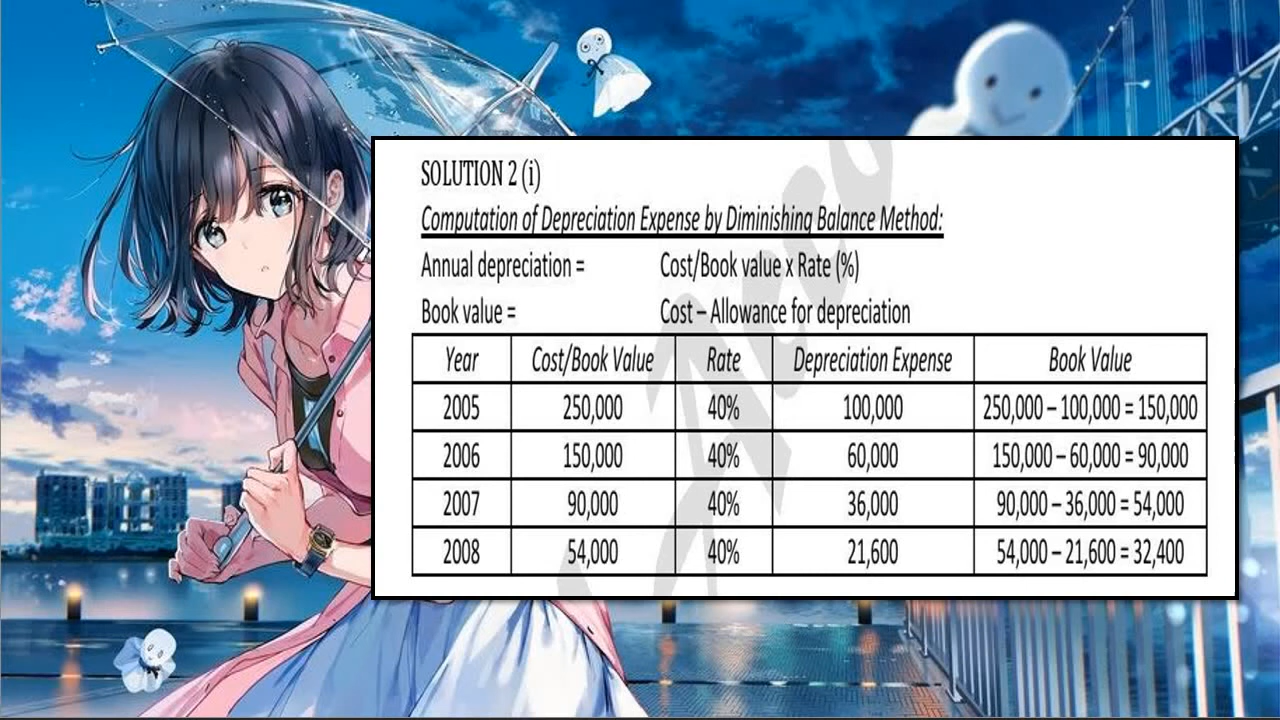 SOLUTION 2 (i)
Computation of Depreciation Expense by Diminishing Balance Method:
Annual depreciation = Cost/Book value x Rate (%)
Book value = Cost – Allowance for depreciation
Year Cost/Book Value Rate Depreciation Expense Book Value
2005 250,000 40% 100,000 250,000 – 100,000 = 150,000
2006 150,000 40% 60,000 150,000 – 60,000 = 90,000
2007 90,000 40% 36,000 90,000 – 36,000 = 54,000
2008 54,000 40% 21,600 54,000 – 21,600 = 32,400